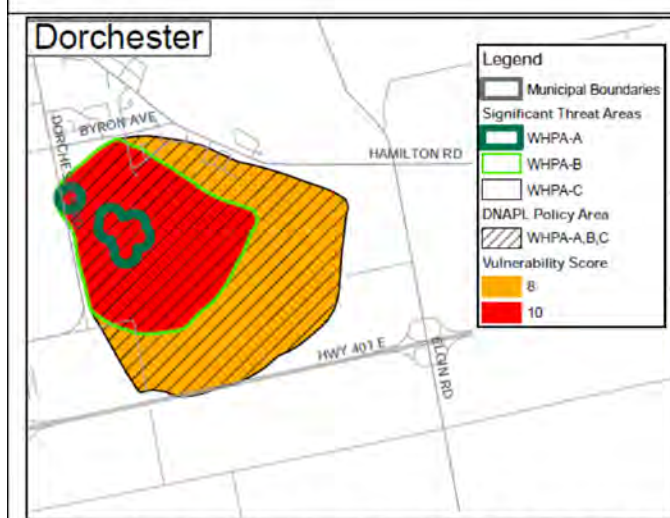 Dorchester
Legend
Municipal Boundaries
Significant Threat Areas
WHPA-A
WHPA-B
WHPA-C
DNAPL Policy Area
WHPA-A,B,C
Vulnerability Score
8
10
BYRON AVE
HAMILTON RD
HWY 401 E
ELGIN RD